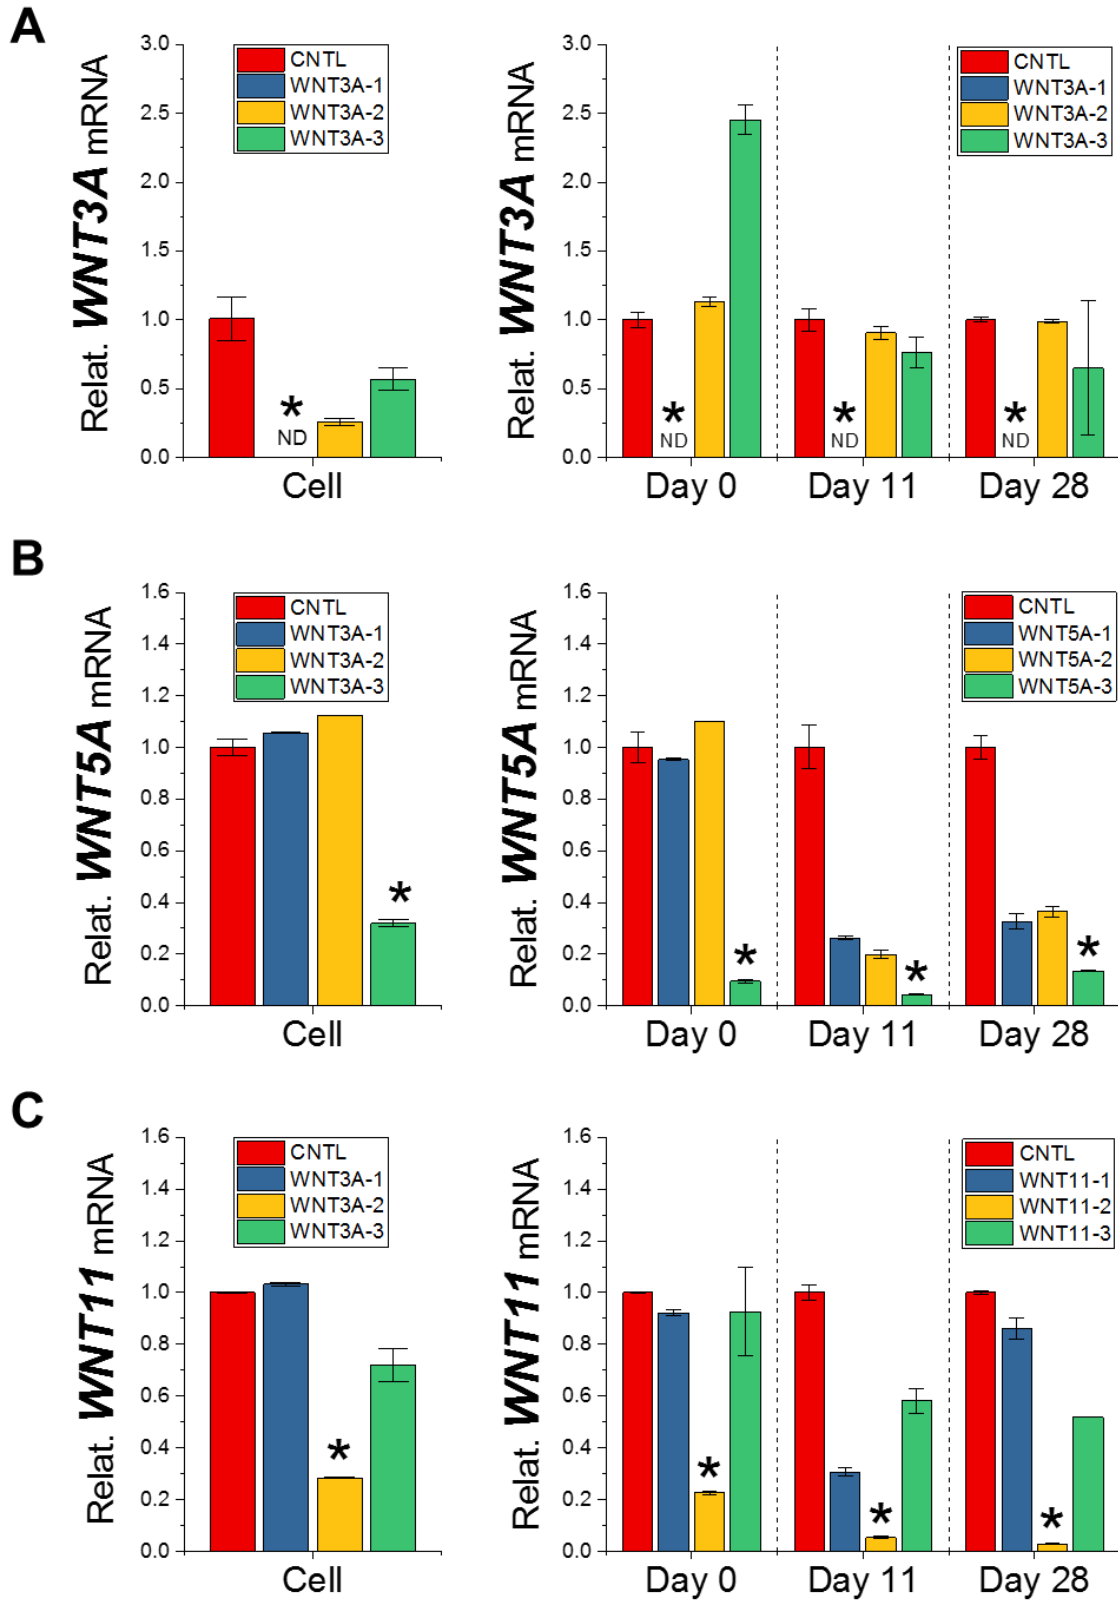 A
Relat. WNT3A mRNA
3.0
2.5
2.0
1.5
1.0
0.5
0.0
CNTL
WNT3A-1
WNT3A-2
WNT3A-3
*
ND
Cell
Relat. WNT3A mRNA
3.0
2.5
2.0
1.5
1.0
0.5
0.0
CNTL
WNT3A-1
WNT3A-2
WNT3A-3
* * *
ND ND ND
Day 0 Day 11 Day 28
B
Relat. WNT5A mRNA
1.6
1.4
1.2
1.0
0.8
0.6
0.4
0.2
0.0
CNTL
WNT3A-1
WNT3A-2
WNT3A-3
*
Cell
Relat. WNT5A mRNA
1.6
1.4
1.2
1.0
0.8
0.6
0.4
0.2
0.0
CNTL
WNT5A-1
WNT5A-2
WNT5A-3
* * *
Day 0 Day 11 Day 28
C
Relat. WNT11 mRNA
1.6
1.4
1.2
1.0
0.8
0.6
0.4
0.2
0.0
CNTL
WNT3A-1
WNT3A-2
WNT3A-3
*
Cell
Relat. WNT11 mRNA
1.6
1.4
1.2
1.0
0.8
0.6
0.4
0.2
0.0
CNTL
WNT11-1
WNT11-2
WNT11-3
* * *
Day 0 Day 11 Day 28